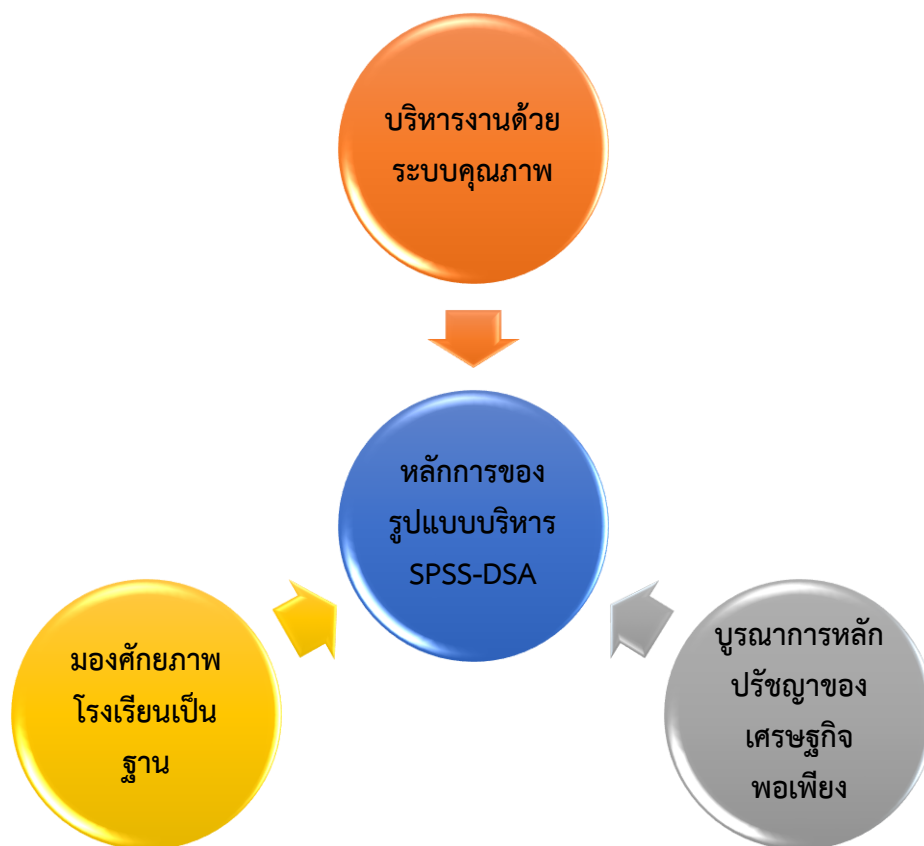 บริหารงานด้วย
ระบบคุณภาพ
หลักการของ
รูปแบบบริหาร
SPSS-DSA
มองศักยภาพ
โรงเรียนเป็น
ฐาน
บูรณาการหลัก
ปรัชญาของ
เศรษฐกิจ
พอเพียง